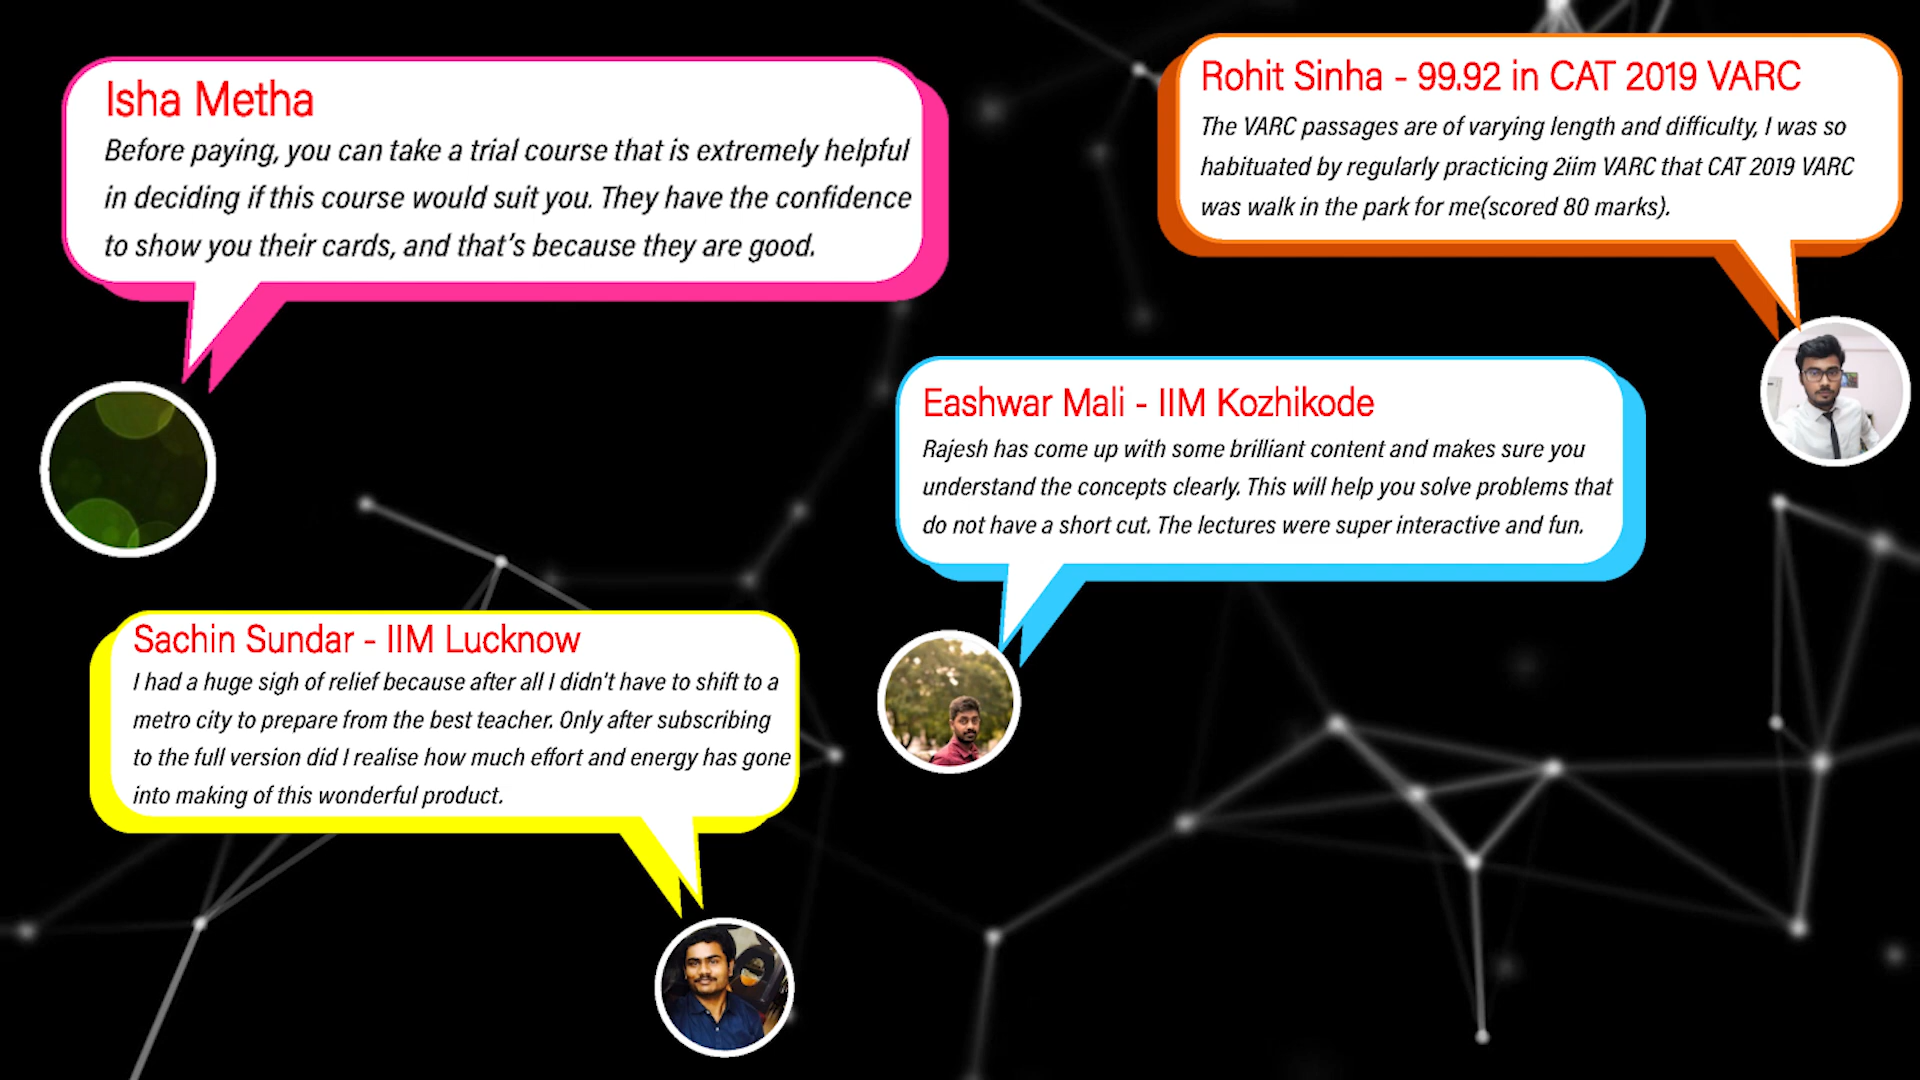 Isha Metha
Before paying, you can take a trial course that is extremely helpful
in deciding if this course would suit you. They have the confidence
to show you their cards, and that's because they are good.
Rohit Sinha - 99.92 in CAT 2019 VARC
The VARC passages are of varying length and difficulty, I was so
habituated by regularly practicing 2iim VARC that CAT 2019 VARC
was walk in the park for me(scored 80 marks).
Eashwar Mali - IIM Kozhikode
Rajesh has come up with some brilliant content and makes sure you
understand the concepts clearly. This will help you solve problems that
do not have a short cut. The lectures were super interactive and fun.
Sachin Sundar - IIM Lucknow
I had a huge sigh of relief because after all I didn't have to shift to a
metro city to prepare from the best teacher. Only after subscribing
to the full version did I realise how much effort and energy has gone
into making of this wonderful product.